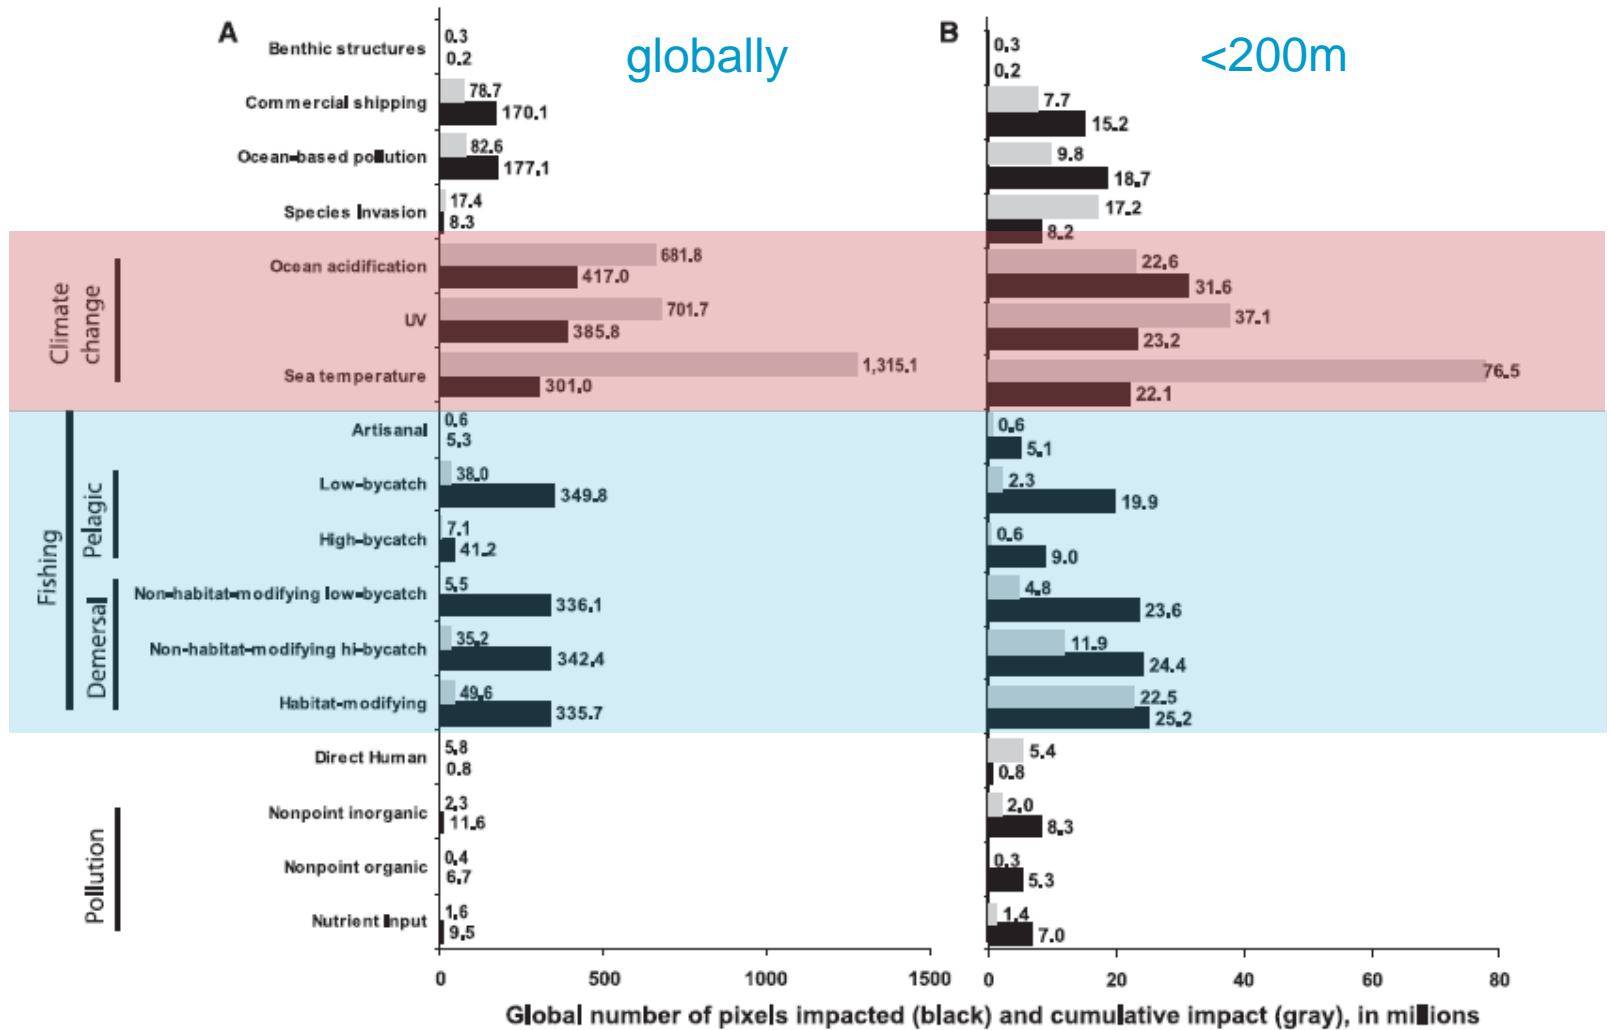 A
globally
B
<200m
Benthic structures
0.3
0.2
0.3
0.2
Commercial shipping
78.7
170.1
7.7
15.2
Ocean-based pollution
82.6
177.1
9.8
18.7
Species Invasion
17.4
8.3
17.2
8.2
Climate
change
Ocean acidification
681.8
417.0
22.6
31.6
UV
701.7
385.8
37.1
23.2
Sea temperature
1,315.1
301.0
76.5
22.1
Fishing
Artisanal
0.6
5.3
0.6
5.1
Pelagic
Low-bycatch
38.0
349.8
2.3
19.9
High-bycatch
7.1
41.2
0.6
9.0
Demersal
Non-habitat-modifying low-bycatch
5.5
336.1
4.8
23.6
Non-habitat-modifying hi-bycatch
35.2
342.4
11.9
24.4
Habitat-modifying
49.6
335.7
22.5
25.2
Direct Human
5.8
0.8
5.4
0.8
Pollution
Nonpoint inorganic
2.3
11.6
2.0
8.3
Nonpoint organic
0.4
6.7
0.3
5.3
Nutrient Input
1.6
9.5
1.4
7.0
0 500 1000 1500
0 20 40 60 80
Global number of pixels impacted (black) and cumulative impact (gray), in millions